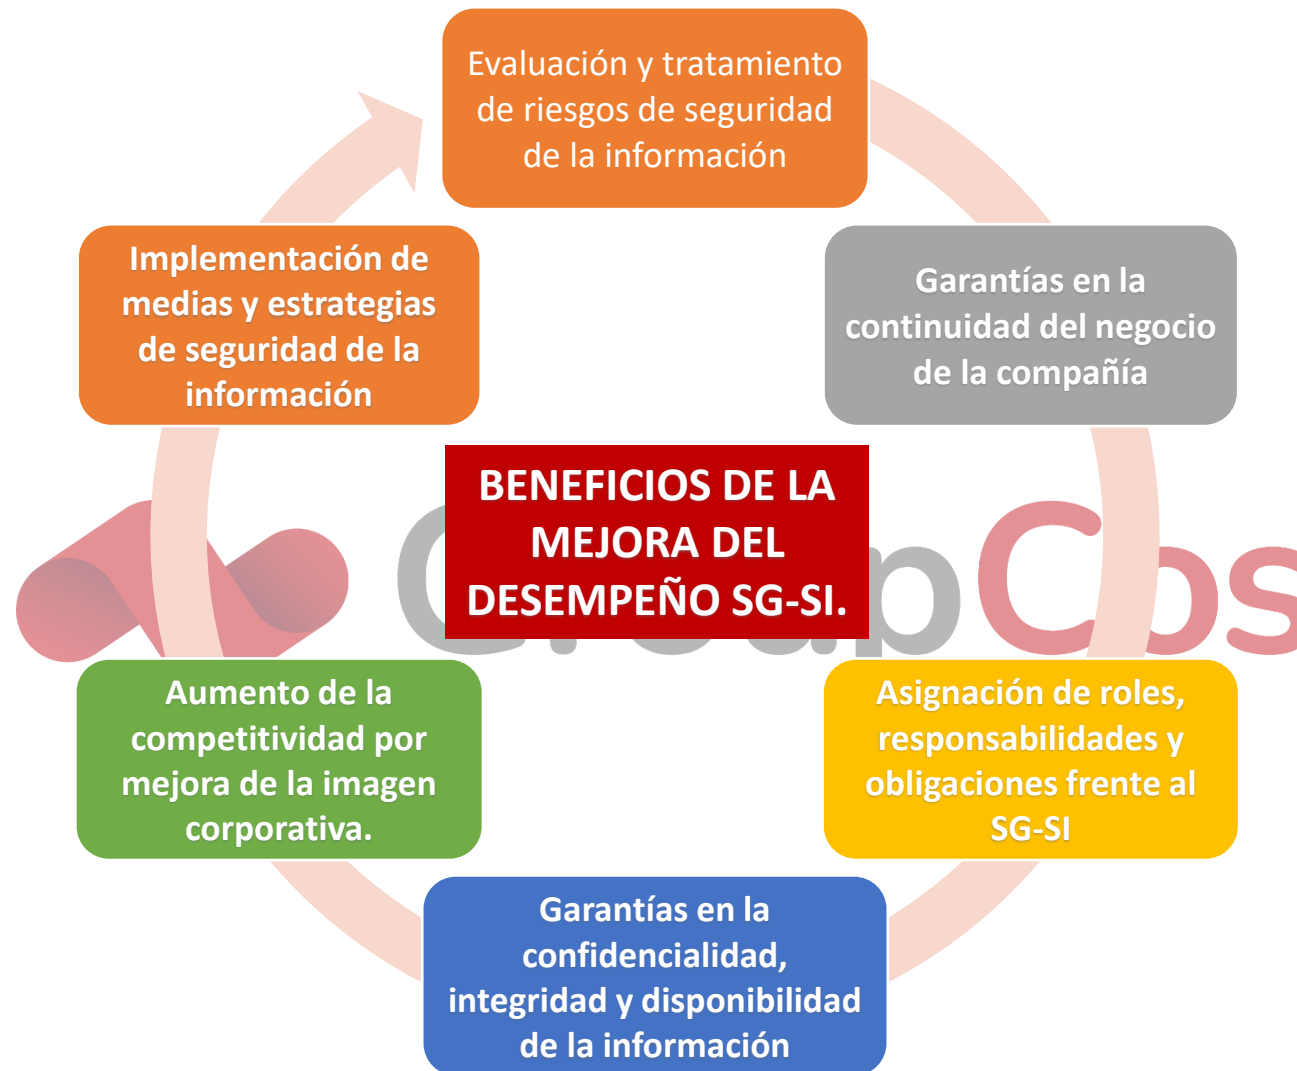 Evaluación y tratamiento
de riesgos de seguridad
de la información
Implementación de
medias y estrategias
de seguridad de la
información
Garantías en la
continuidad del negocio
de la compañía
BENEFICIOS DE LA
MEJORA DEL
DESEMPEÑO SG-SI.
Aumento de la
competitividad por
mejora de la imagen
corporativa.
Asignación de roles,
responsabilidades y
obligaciones frente al
SG-SI
Garantías en la
confidencialidad,
integridad y disponibilidad
de la información